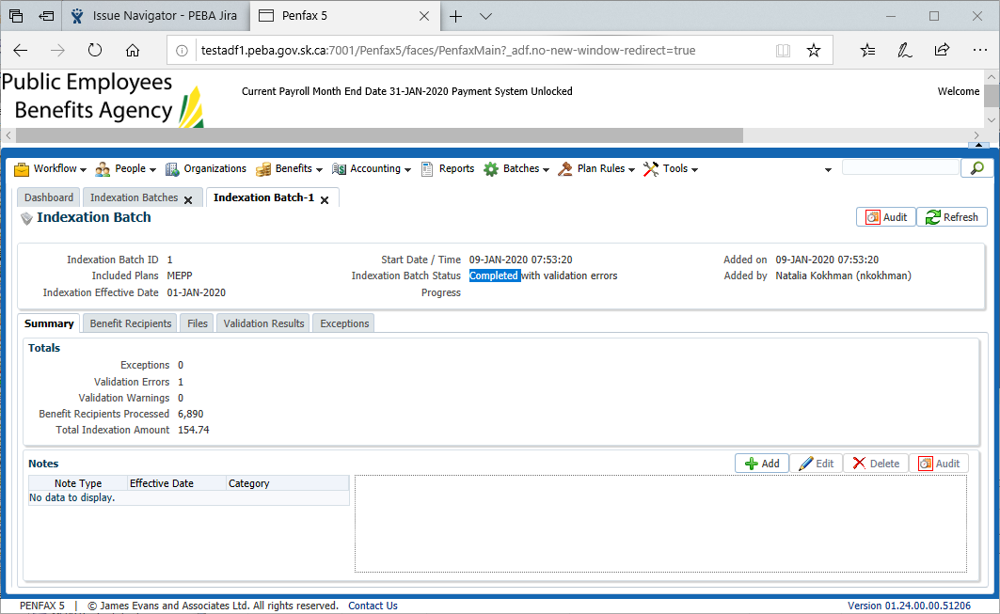 Issue Navigator - PEBA Jira
Penfax 5
testadf1.peba.gov.sk.ca:7001/Penfax5/faces/PenfaxMain?_adf.no-new-window-redirect=true
Public Employees
Benefits Agency
Current Payroll Month End Date 31-JAN-2020 Payment System Unlocked
Welcome
Workflow People Organizations Benefits Accounting Reports Batches Plan Rules Tools
Dashboard Indexation Batches Indexation Batch-1
Indexation Batch
Audit Refresh
Indexation Batch ID 1 Start Date / Time 09-JAN-2020 07:53:20 Added on 09-JAN-2020 07:53:20
Included Plans MEPP Indexation Batch Status Completed with validation errors Added by Natalia Kokhman (nkokhman)
Indexation Effective Date 01-JAN-2020 Progress
Summary Benefit Recipients Files Validation Results Exceptions
Totals
Exceptions 0
Validation Errors 1
Validation Warnings 0
Benefit Recipients Processed 6,890
Total Indexation Amount 154.74
Notes Add Edit Delete Audit
Note Type Effective Date Category
No data to display.
PENFAX 5 | © James Evans and Associates Ltd. All rights reserved. Contact Us Version 01.24.00.00.51206